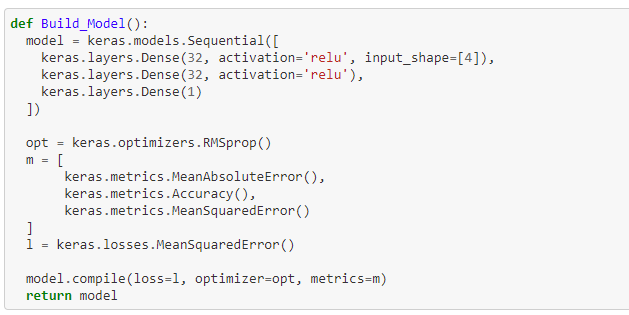 def Build_Model():
  model = keras.models.Sequential([
    keras.layers.Dense(32, activation='relu', input_shape=[4]),
    keras.layers.Dense(32, activation='relu'),
    keras.layers.Dense(1)
  ])

  opt = keras.optimizers.RMSprop()
  m = [
       keras.metrics.MeanAbsoluteError(),
       keras.metrics.Accuracy(),
       keras.metrics.MeanSquaredError()
  ]
  l = keras.losses.MeanSquaredError()

  model.compile(loss=l, optimizer=opt, metrics=m)
  return model